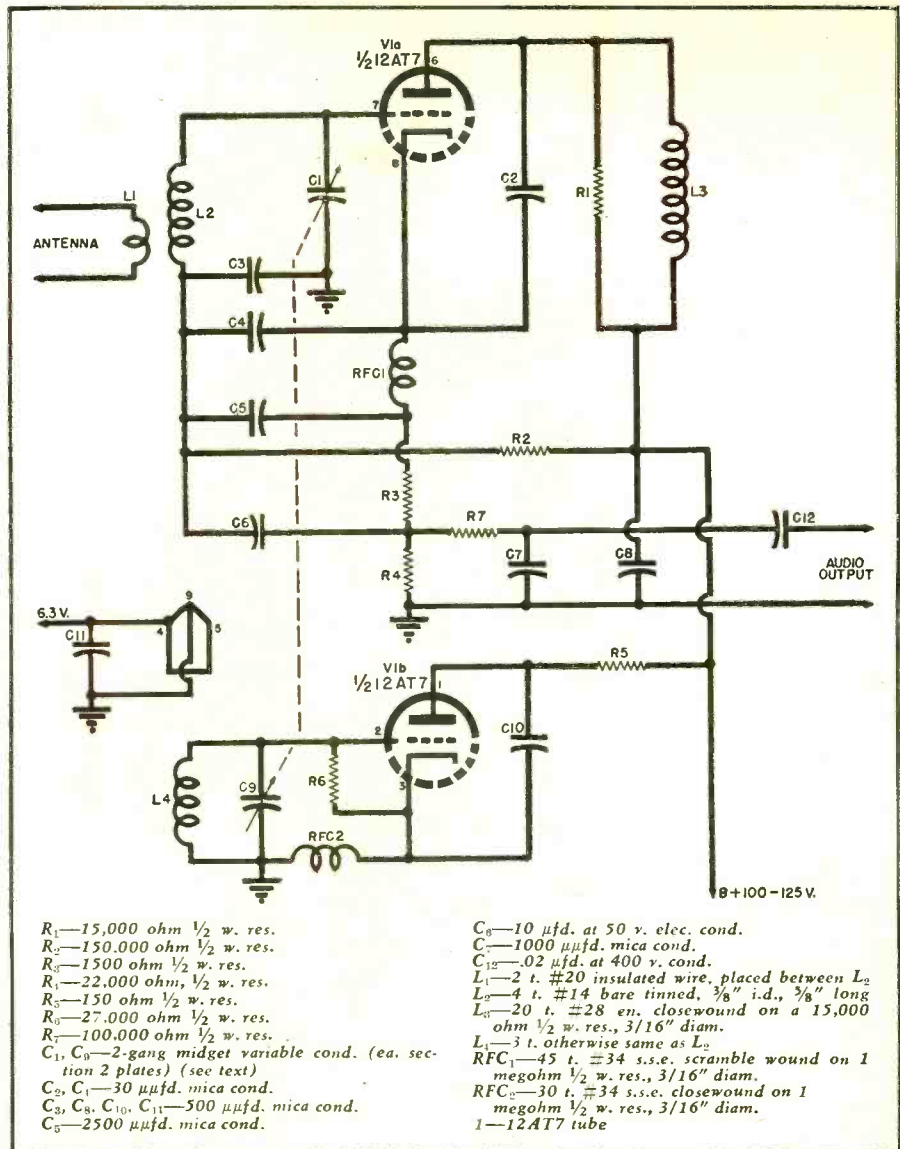 V1a
½12AT7
6
7
8
C1
C2
R1
L3
L1
L2
ANTENNA
C3
C4
RFC1
C5
R2
R3
C6
R7
C12
R4
C7
C8
AUDIO
OUTPUT
6.3 V.
9
4
5
C11
R5
V1b
½12AT7
1
2
3
C10
R6
L4
C9
RFC2
B+100-125V.
R₁—15,000 ohm ½ w. res.
R₂—150.000 ohm ½ w. res.
R₃—1500 ohm ½ w. res.
R₄—22,000 ohm, ½ w. res.
R₅—150 ohm ½ w. res.
R₆—27.000 ohm ½ w. res.
R₇—100,000 ohm ½ w. res.
C₁, C₉—2-gang midget variable cond. (ea. sec-
tion 2 plates) (see text)
C₂, C₄—30 μμfd. mica cond.
C₃, C₈, C₁₀, C₁₁—500 μμfd. mica cond.
C₅—2500 μμfd. mica cond.
C₆—10 μfd. at 50 v. elec. cond.
C₇—1000 μμfd. mica cond.
C₁₂—.02 μfd. at 400 v. cond.
L₁—2 t. #20 insulated wire, placed between L₂
L₂—4 t. #14 bare tinned, ⅜" i.d., ⅝" long
L₃—20 t. #28 en. closewound on a 15,000
ohm ½ w. res., 3/16" diam.
L₄—3 t. otherwise same as L₂
RFC₁—45 t. #34 s.s.e. scramble wound on 1
megohm ½ w. res., 3/16" diam.
RFC₂—30 t. #34 s.s.e. closewound on 1
megohm ½ w. res., 3/16" diam.
1—12AT7 tube